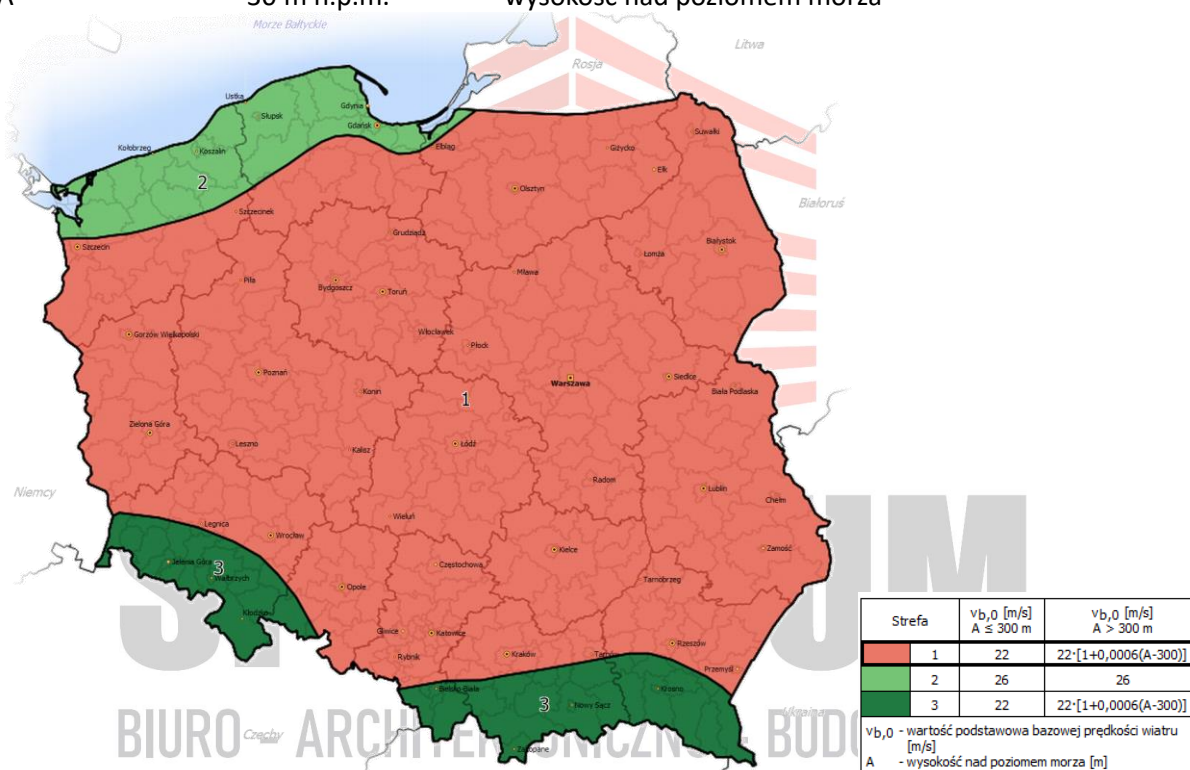 A 30 m n.p.m. wysokość nad poziomem morza
Morze Bałtyckie
Litwa
Rosja
Ustka
Słupsk
Gdynia
Gdańsk
Suwałki
Kołobrzeg
Koszalin
Elbląg
Giżycko
Ełk
2
Olsztyn
Białoruś
Szczecinek
Grudziądz
Szczecin
Białystok
Łomża
Piła
Mława
Bydgoszcz
Toruń
Gorzów Wielkopolski
Włocławek
Płock
Poznań
Warszawa
Siedlce
Konin
1
Biała Podlaska
Zielona Góra
Leszno
Kalisz
Łódź
Radom
Niemcy
Lublin
Chełm
Wieluń
Legnica
Wrocław
Kielce
Zamość
Jelenia Góra
3
Wałbrzych
Częstochowa
Opole
Tarnobrzeg
Kłodzko
Gliwice
Katowice
Rzeszów
Rybnik
Kraków
Tarnów
Przemyśl
Bielsko-Biała
Krosno
3
Nowy Sącz
Ukraina
Czechy
Zakopane
BIURO - ARCHI
Strefa vb,0 [m/s] A ≤ 300 m vb,0 [m/s] A > 300 m
1 22 22·[1+0,0006(A-300)]
2 26 26
3 22 22·[1+0,0006(A-300)]
vb,0 - wartość podstawowa bazowej prędkości wiatru
[m/s]
A - wysokość nad poziomem morza [m]